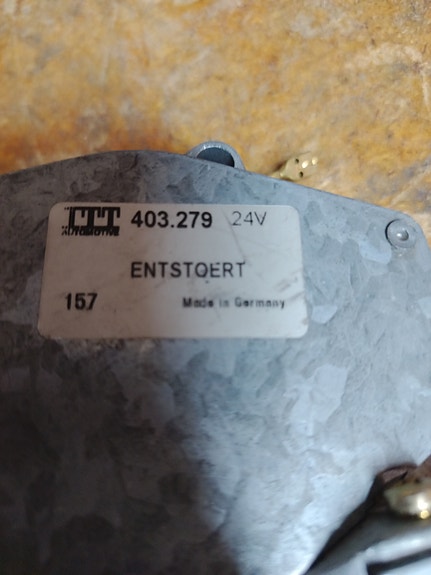 ITT 403.279 24V
AUTOMOTIVE
ENTSTOERT
157 Made in Germany